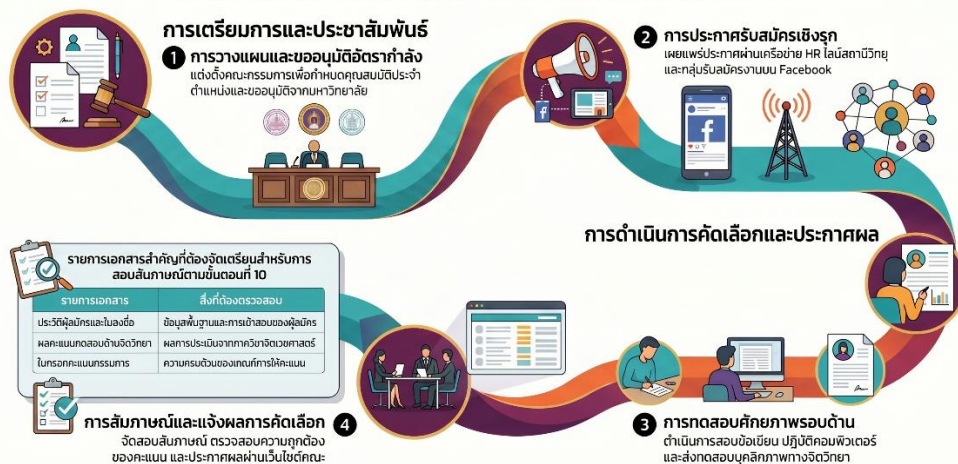 การเตรียมการและประชาสัมพันธ์
1 การวางแผนและขออนุมัติอัตรากำลัง
แต่งตั้งคณะกรรมการเพื่อกำหนดคุณสมบัติประจำ
ตำแหน่งและขออนุมัติจากมหาวิทยาลัย
2 การประกาศรับสมัครเชิงรุก
เผยแพร่ประกาศผ่านเครือข่าย HR ไลน์สถานีวิทยุ
และกลุ่มรับสมัครงานบน Facebook
การดำเนินการคัดเลือกและประกาศผล
3 การทดสอบศักยภาพรอบด้าน
ดำเนินการสอบข้อเขียน ปฏิบัติคอมพิวเตอร์
และส่งทดสอบบุคลิกภาพทางจิตวิทยา
การสัมภาษณ์และแจ้งผลการคัดเลือก 4
จัดสอบสัมภาษณ์ ตรวจสอบความถูกต้อง
ของคะแนน และประกาศผลผ่านเว็บไซต์คณะ
รายการเอกสารสำคัญที่ต้องจัดเตรียมสำหรับการ
สอบสัมภาษณ์ตามขั้นตอนที่ 10
รายการเอกสาร สิ่งที่ต้องตรวจสอบ
ประวัติผู้สมัครและใบลงชื่อ ข้อมูลพื้นฐานและการเข้าสอบของผู้สมัคร
ผลคะแนนทดสอบด้านจิตวิทยา ผลการประเมินจากภาควิชาจิตเวชศาสตร์
ใบกรอกคะแนนกรรมการ ความครบถ้วนของเกณฑ์การให้คะแนน